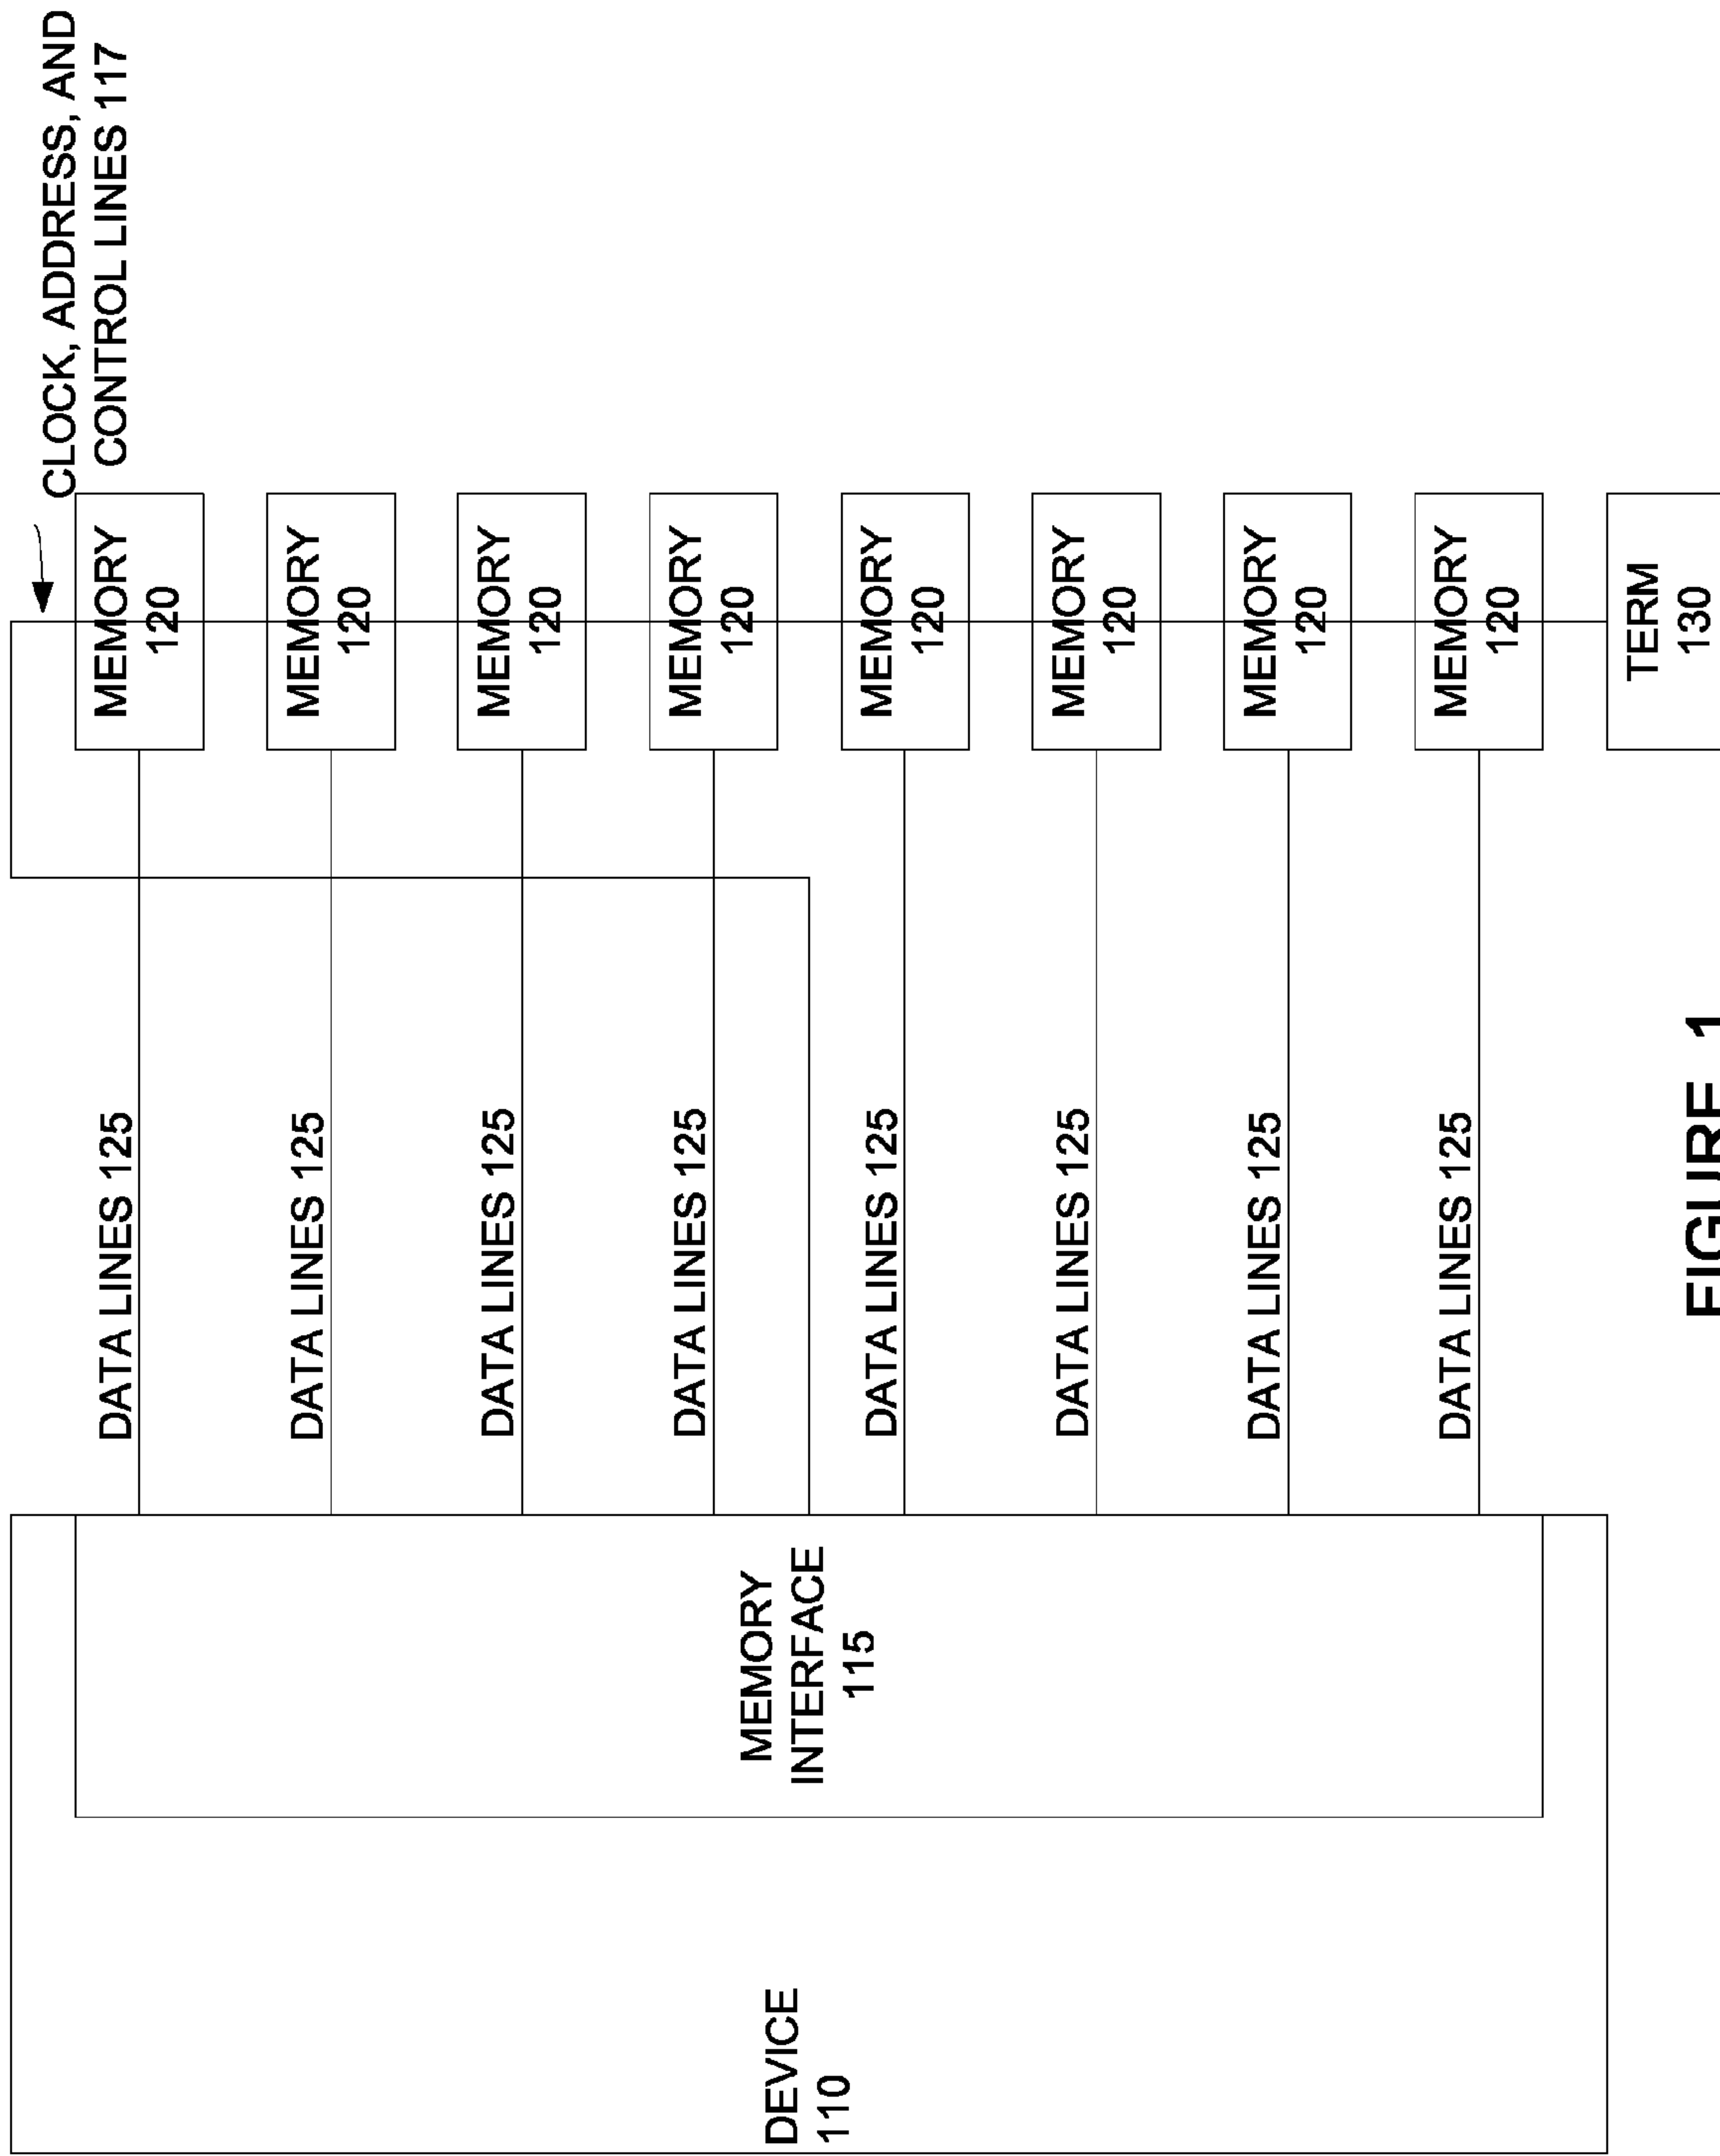 CLOCK, ADDRESS, AND
CONTROL LINES 117
MEMORY
120
MEMORY
120
MEMORY
120
MEMORY
120
MEMORY
120
MEMORY
120
MEMORY
120
MEMORY
120
TERM
130
DATA LINES 125
DATA LINES 125
DATA LINES 125
DATA LINES 125
DATA LINES 125
DATA LINES 125
DATA LINES 125
DATA LINES 125
MEMORY
INTERFACE
115
DEVICE
110
FIGURE 1